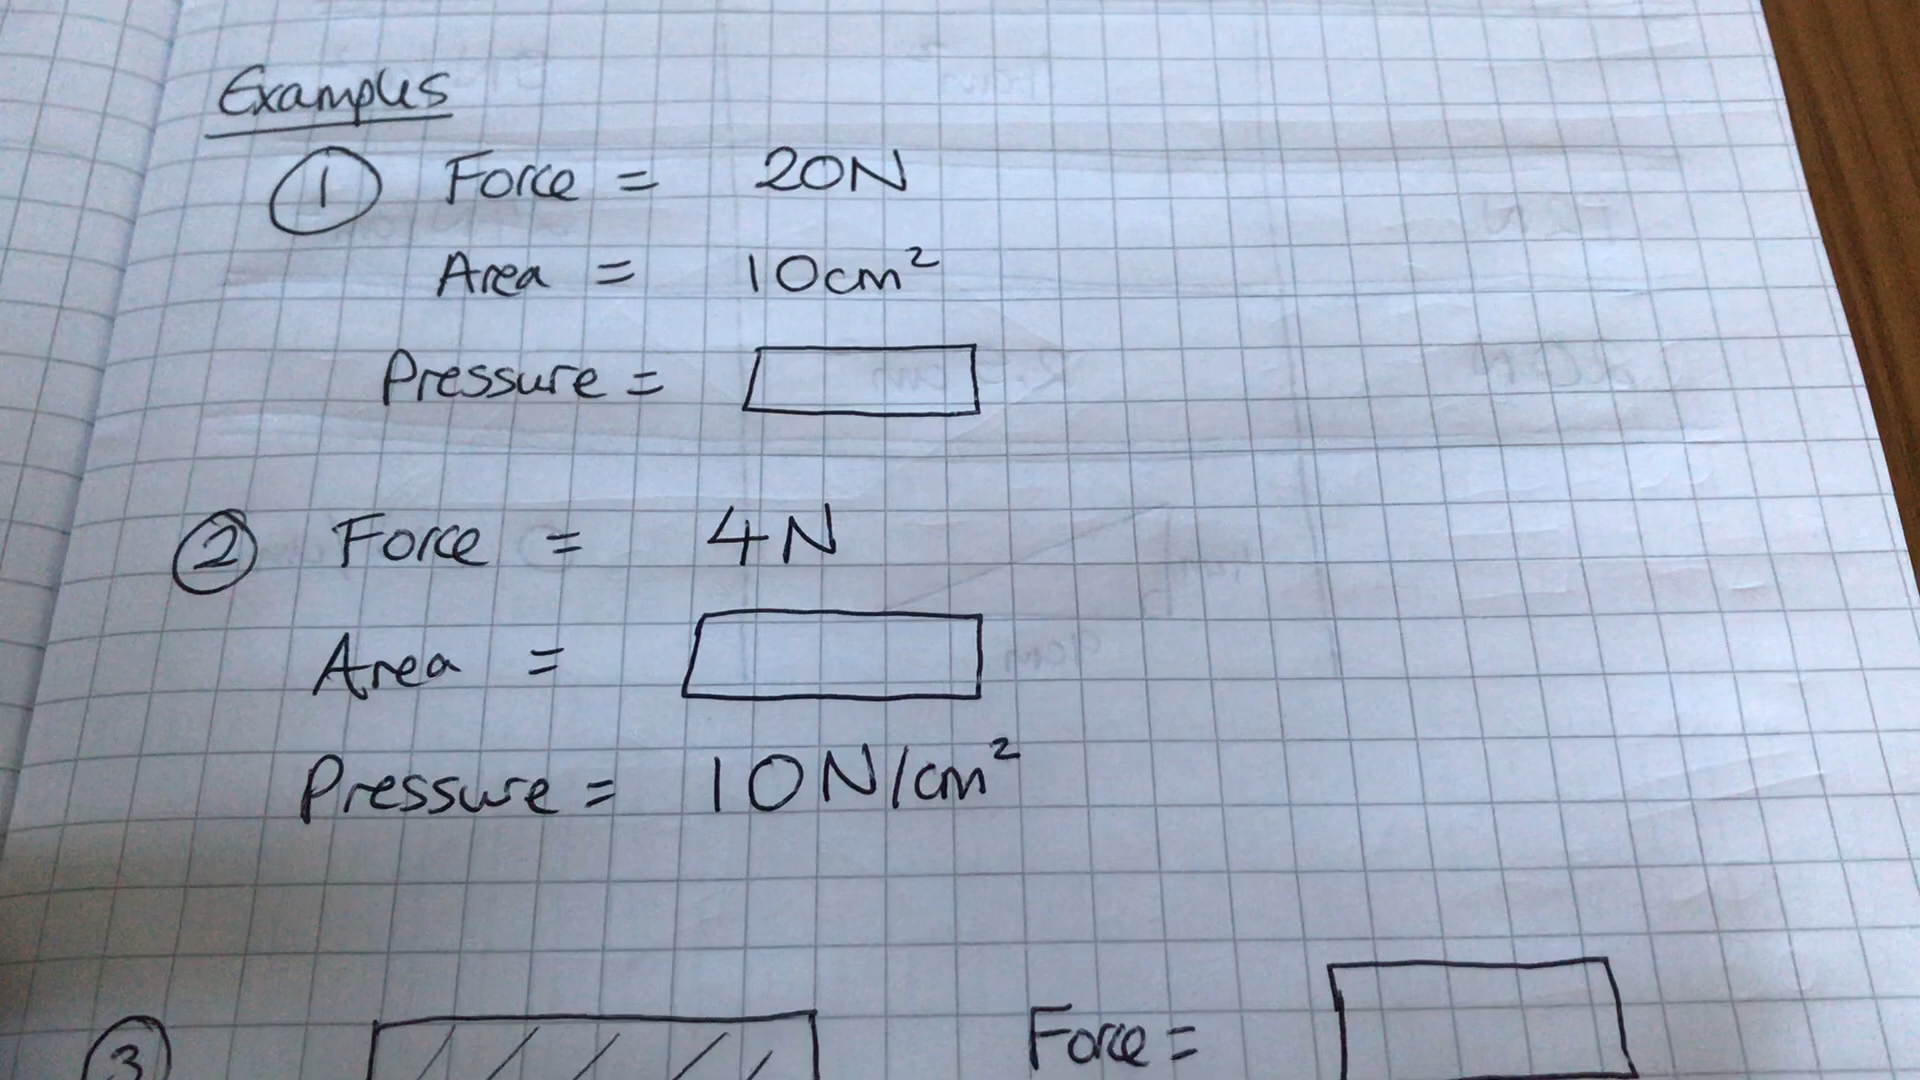 Examples
① Force = 20N
Area = 10cm²
Pressure =
② Force = 4N
Area =
Pressure = 10N/cm²
③ Force =